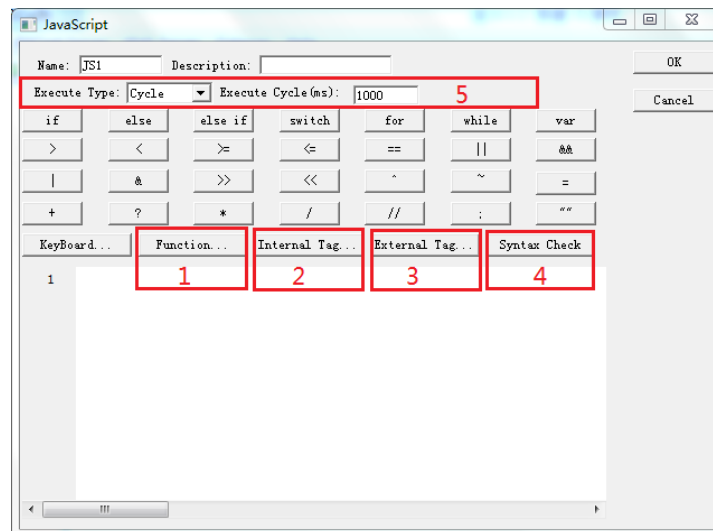 JavaScript
Name: JS1 Description: OK
Execute Type: Cycle Execute Cycle(ms): 1000 5 Cancel
if else else if switch for while var
> < >= <= == || &&
| & >> << ^ ~ =
+ ? * / // ; ""
KeyBoard... Function... Internal Tag... External Tag... Syntax Check
1 1 2 3 4